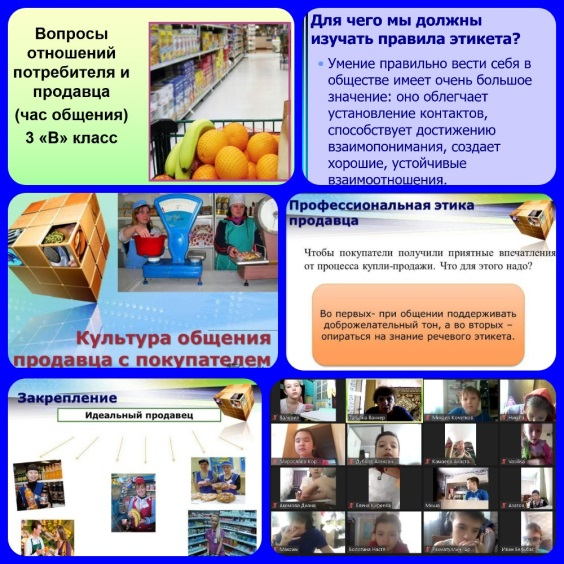 Вопросы
отношений
потребителя и
продавца
(час общения)
3 «В» класс
Для чего мы должны
изучать правила этикета?
Умение правильно вести себя в
обществе имеет очень большое
значение: оно облегчает
установление контактов,
способствует достижению
взаимопонимания, создает
хорошие, устойчивые
взаимоотношения.
Культура общения
продавца с покупателем
Профессиональная этика
продавца
Чтобы покупатели получили приятные впечатления
от процесса купли-продажи. Что для этого надо?
Во первых- при общении поддерживать
доброжелательный тон, а во вторых –
опираться на знание речевого этикета.
Закрепление
Идеальный продавец
Миша